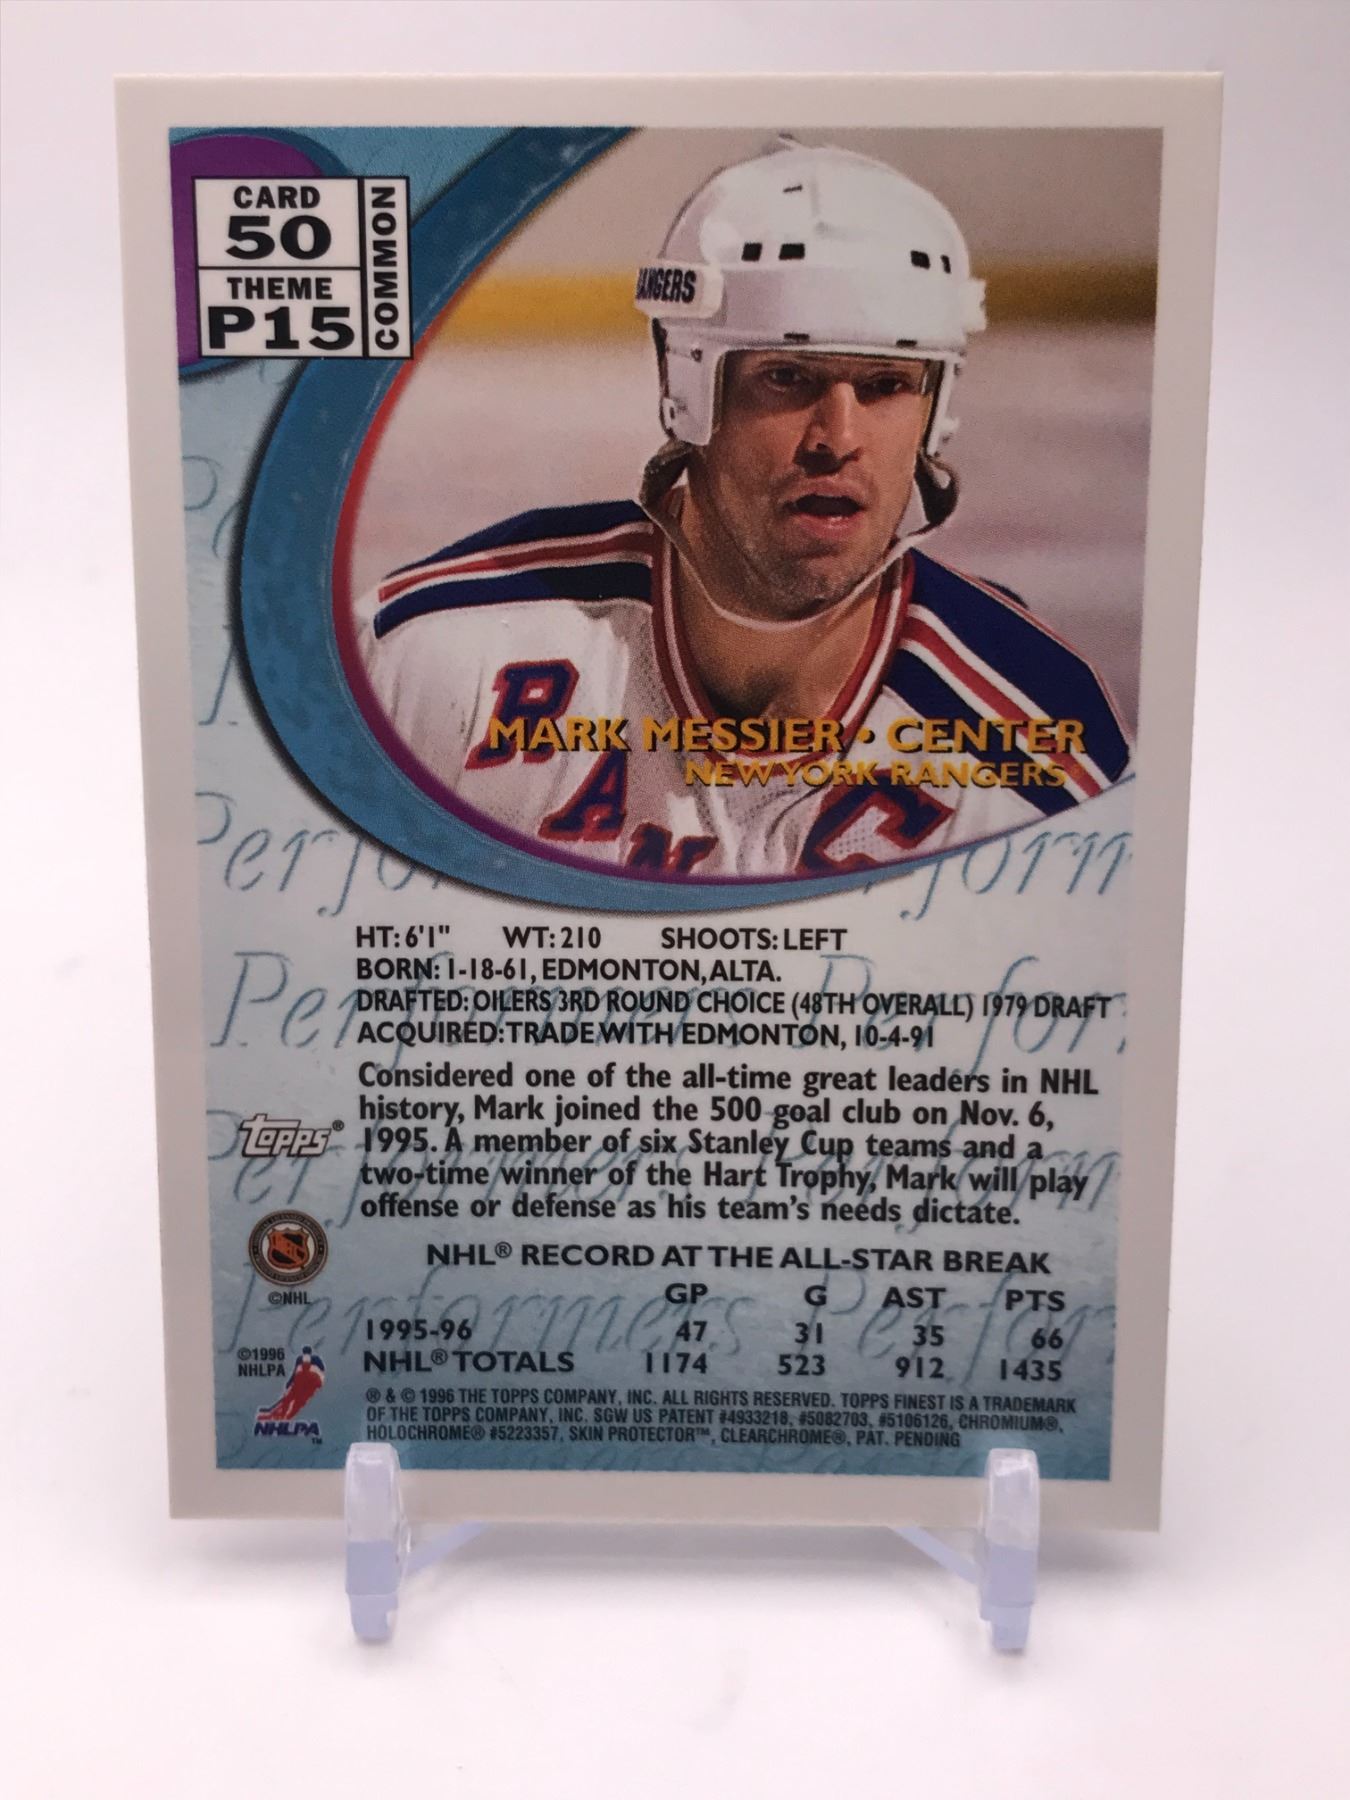 CARD
50
THEME
P15
COMMON
ANGERS
RAN
C
MARK MESSIER • CENTER
NEW YORK RANGERS
Performers Performers
HT: 6'1" WT: 210 SHOOTS: LEFT
BORN: 1-18-61, EDMONTON, ALTA.
DRAFTED: OILERS 3RD ROUND CHOICE (48TH OVERALL) 1979 DRAFT
ACQUIRED: TRADE WITH EDMONTON, 10-4-91
Considered one of the all-time great leaders in NHL
history, Mark joined the 500 goal club on Nov. 6,
1995. A member of six Stanley Cup teams and a
two-time winner of the Hart Trophy, Mark will play
offense or defense as his team's needs dictate.
topps®
©NHL
©1996
NHLPA
NHLPA
™
NHL® RECORD AT THE ALL-STAR BREAK
GP G AST PTS
1995-96 47 31 35 66
NHL® TOTALS 1174 523 912 1435
® & © 1996 THE TOPPS COMPANY, INC. ALL RIGHTS RESERVED. TOPPS FINEST IS A TRADEMARK
OF THE TOPPS COMPANY, INC. SGW US PATENT #4933218, #5082703, #5106126, CHROMIUM®,
HOLOCHROME® #5223357, SKIN PROTECTOR™, CLEARCHROME®, PAT. PENDING